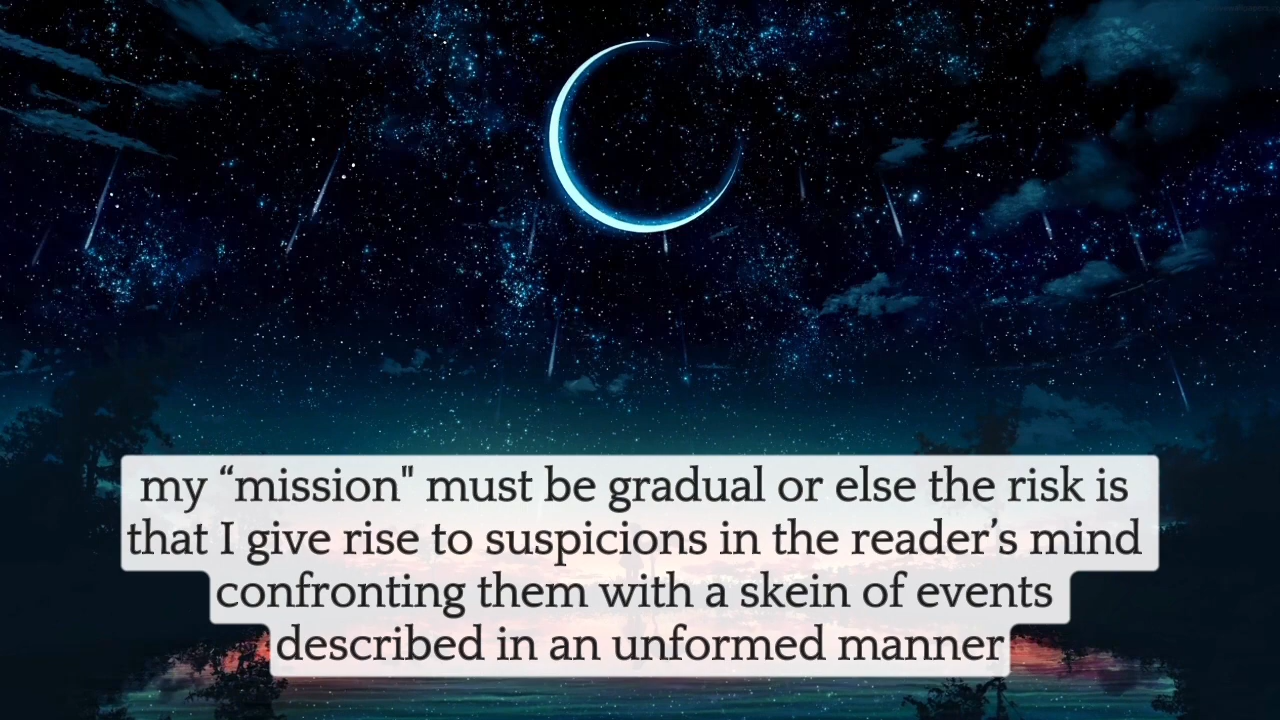 my “mission" must be gradual or else the risk is
that I give rise to suspicions in the reader’s mind
confronting them with a skein of events
described in an unformed manner